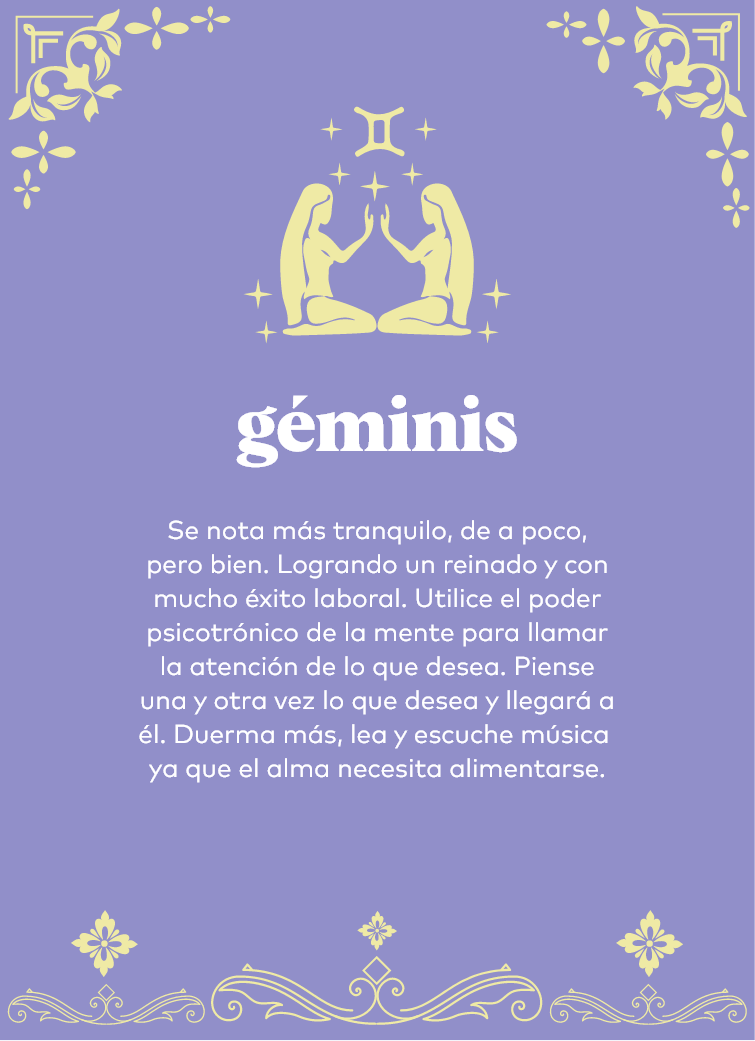 géminis
Se nota más tranquilo, de a poco,
pero bien. Logrando un reinado y con
mucho éxito laboral. Utilice el poder
psicotrónico de la mente para llamar
la atención de lo que desea. Piense
una y otra vez lo que desea y llegará a
él. Duerma más, lea y escuche música
ya que el alma necesita alimentarse.